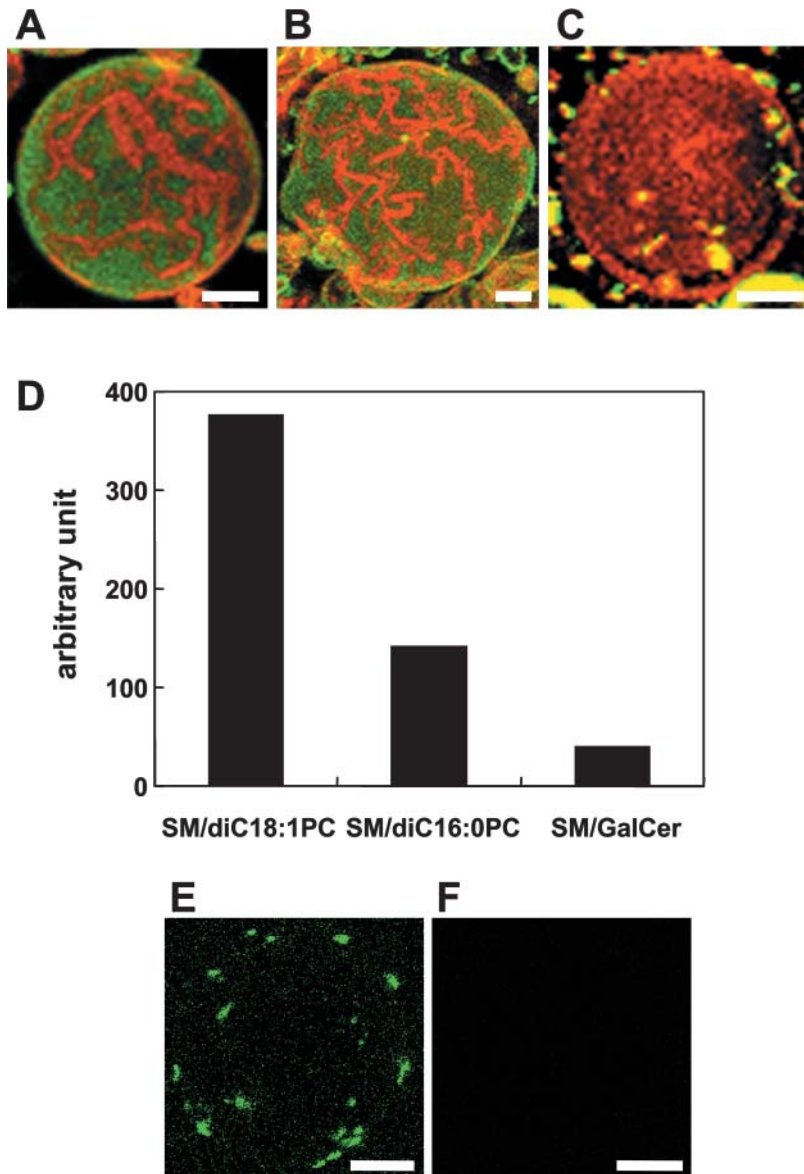 A B C
D
400
300
200
100
0
arbitrary unit
SM/diC18:1PC SM/diC16:0PC SM/GalCer
E F